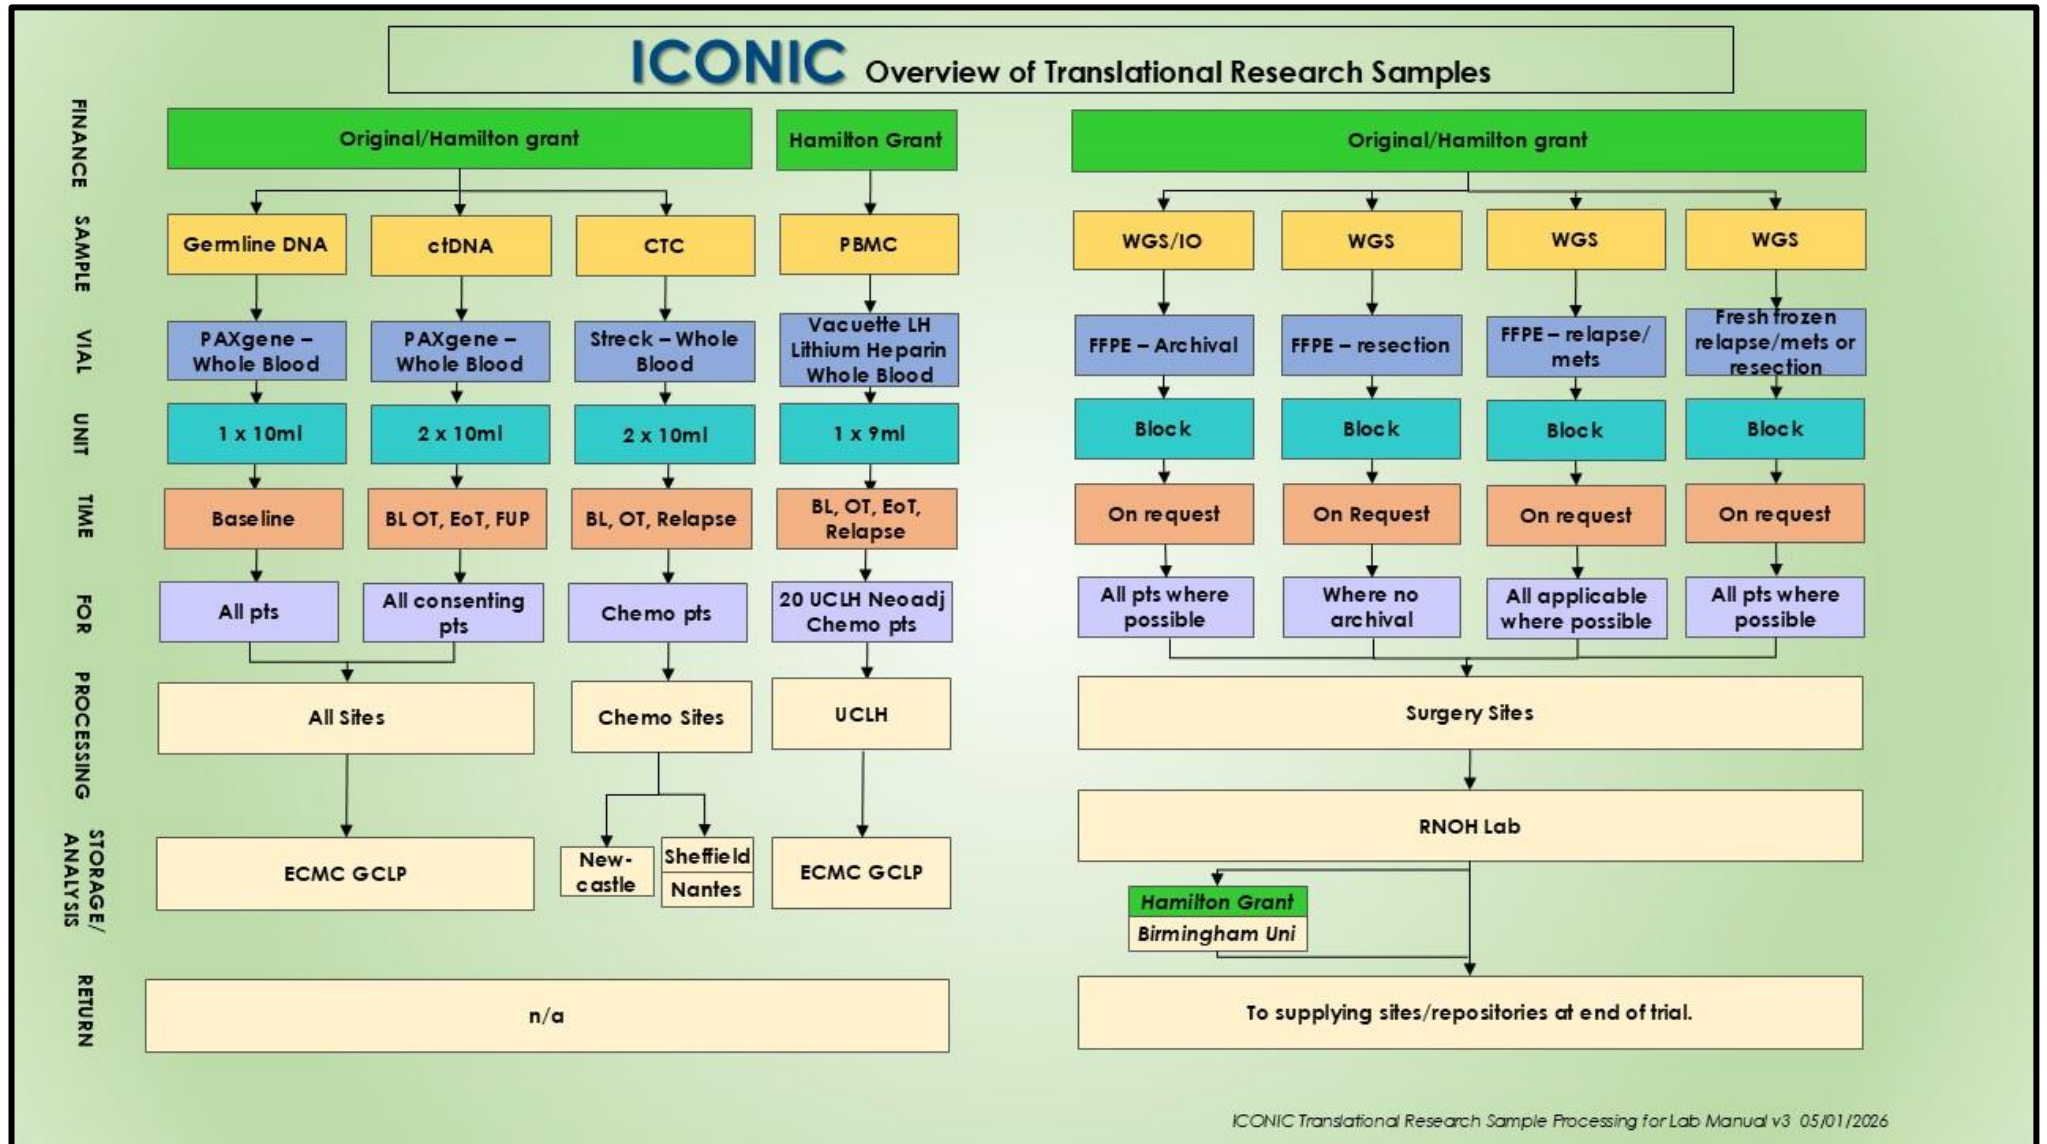 ICONIC Overview of Translational Research Samples
FINANCE
Original/Hamilton grant
Hamilton Grant
Original/Hamilton grant
SAMPLE
Germline DNA
ctDNA
CTC
PBMC
WGS/IO
WGS
WGS
WGS
VIAL
PAXgene –
Whole Blood
PAXgene –
Whole Blood
Streck – Whole
Blood
Vacuette LH
Lithium Heparin
Whole Blood
FFPE – Archival
FFPE – resection
FFPE – relapse/
mets
Fresh frozen
relapse/mets or
resection
UNIT
1 x 10ml
2 x 10ml
2 x 10ml
1 x 9ml
Block
Block
Block
Block
TIME
Baseline
BL OT, EoT, FUP
BL, OT, Relapse
BL, OT, EoT,
Relapse
On request
On Request
On request
On request
FOR
All pts
All consenting
pts
Chemo pts
20 UCLH Neoadj
Chemo pts
All pts where
possible
Where no
archival
All applicable
where possible
All pts where
possible
PROCESSING
All Sites
Chemo Sites
UCLH
Surgery Sites
RNOH Lab
STORAGE/
ANALYSIS
ECMC GCLP
New-
castle
Sheffield
Nantes
ECMC GCLP
Hamilton Grant
Birmingham Uni
RETURN
n/a
To supplying sites/repositories at end of trial.
ICONIC Translational Research Sample Processing for Lab Manual v3 05/01/2026